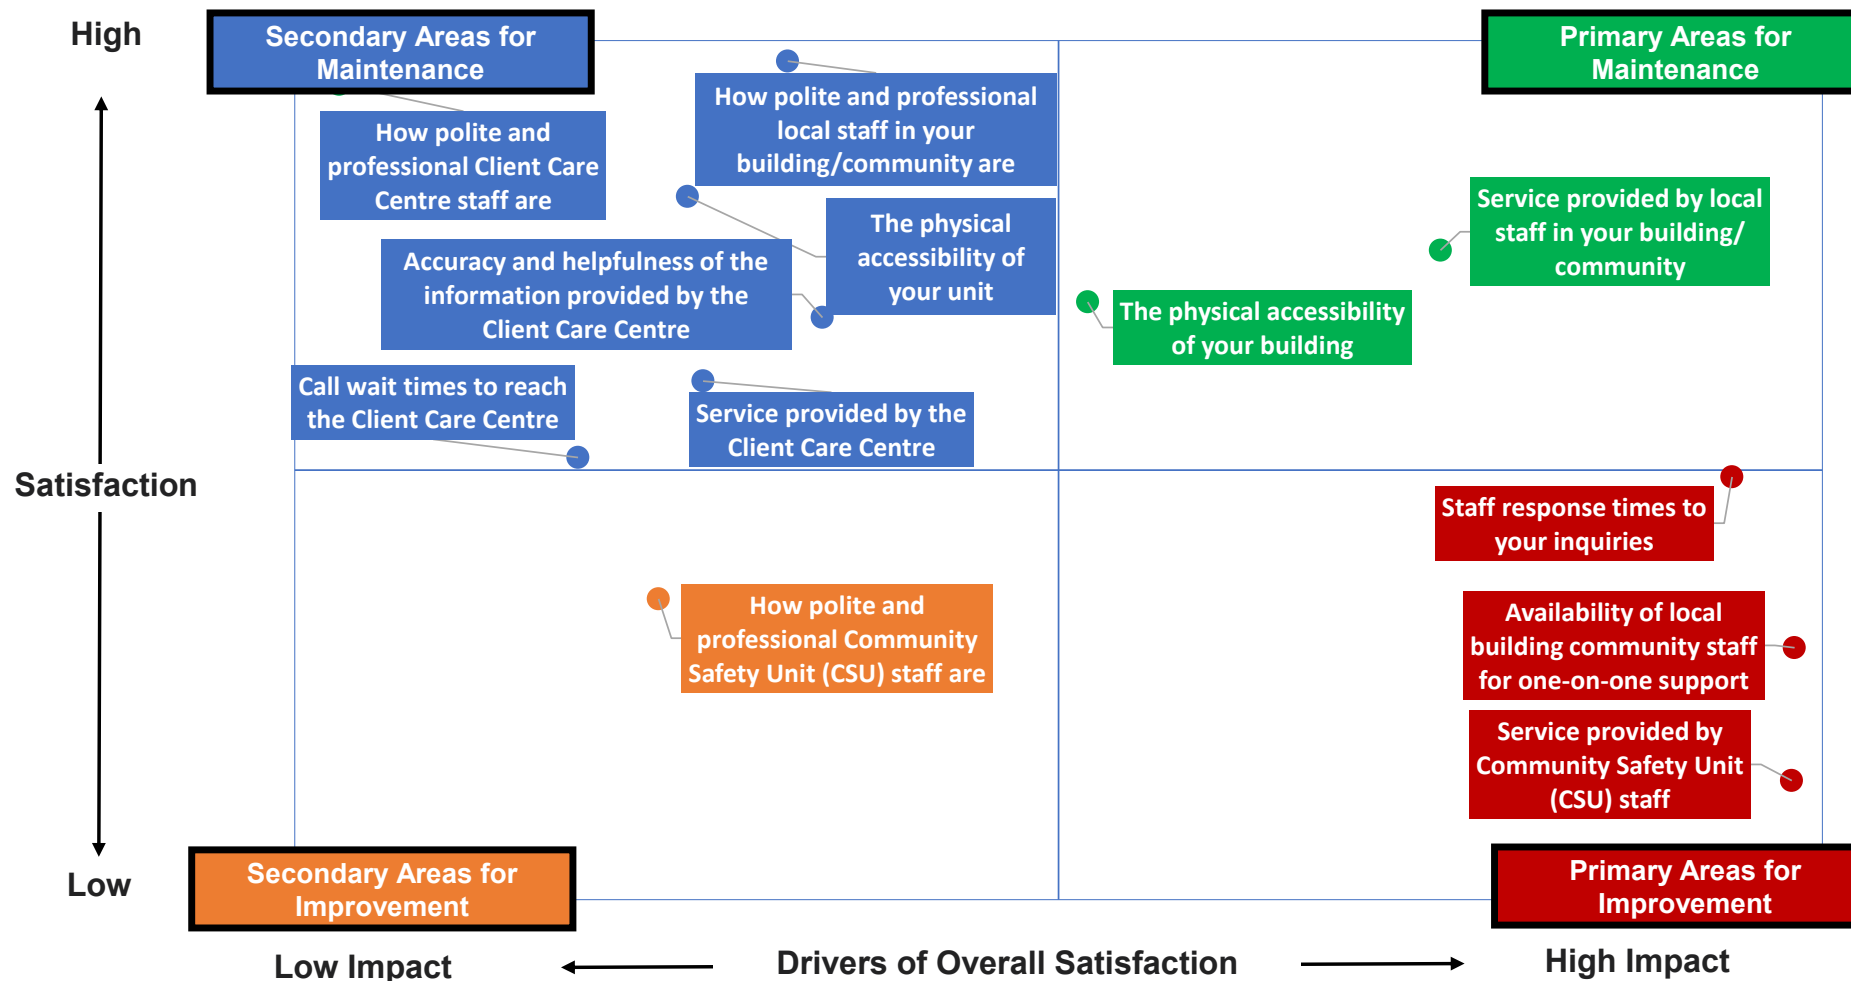 High
Secondary Areas for
Maintenance
Primary Areas for
Maintenance
How polite and
professional Client Care
Centre staff are
How polite and professional
local staff in your
building/community are
The physical
accessibility of
your unit
Accuracy and helpfulness of the
information provided by the
Client Care Centre
Service provided by local
staff in your building/
community
The physical accessibility
of your building
Call wait times to reach
the Client Care Centre
Service provided by the
Client Care Centre
Satisfaction
Staff response times to
your inquiries
How polite and
professional Community
Safety Unit (CSU) staff are
Availability of local
building community staff
for one-on-one support
Service provided by
Community Safety Unit
(CSU) staff
Low
Secondary Areas for
Improvement
Primary Areas for
Improvement
Low Impact
Drivers of Overall Satisfaction
High Impact